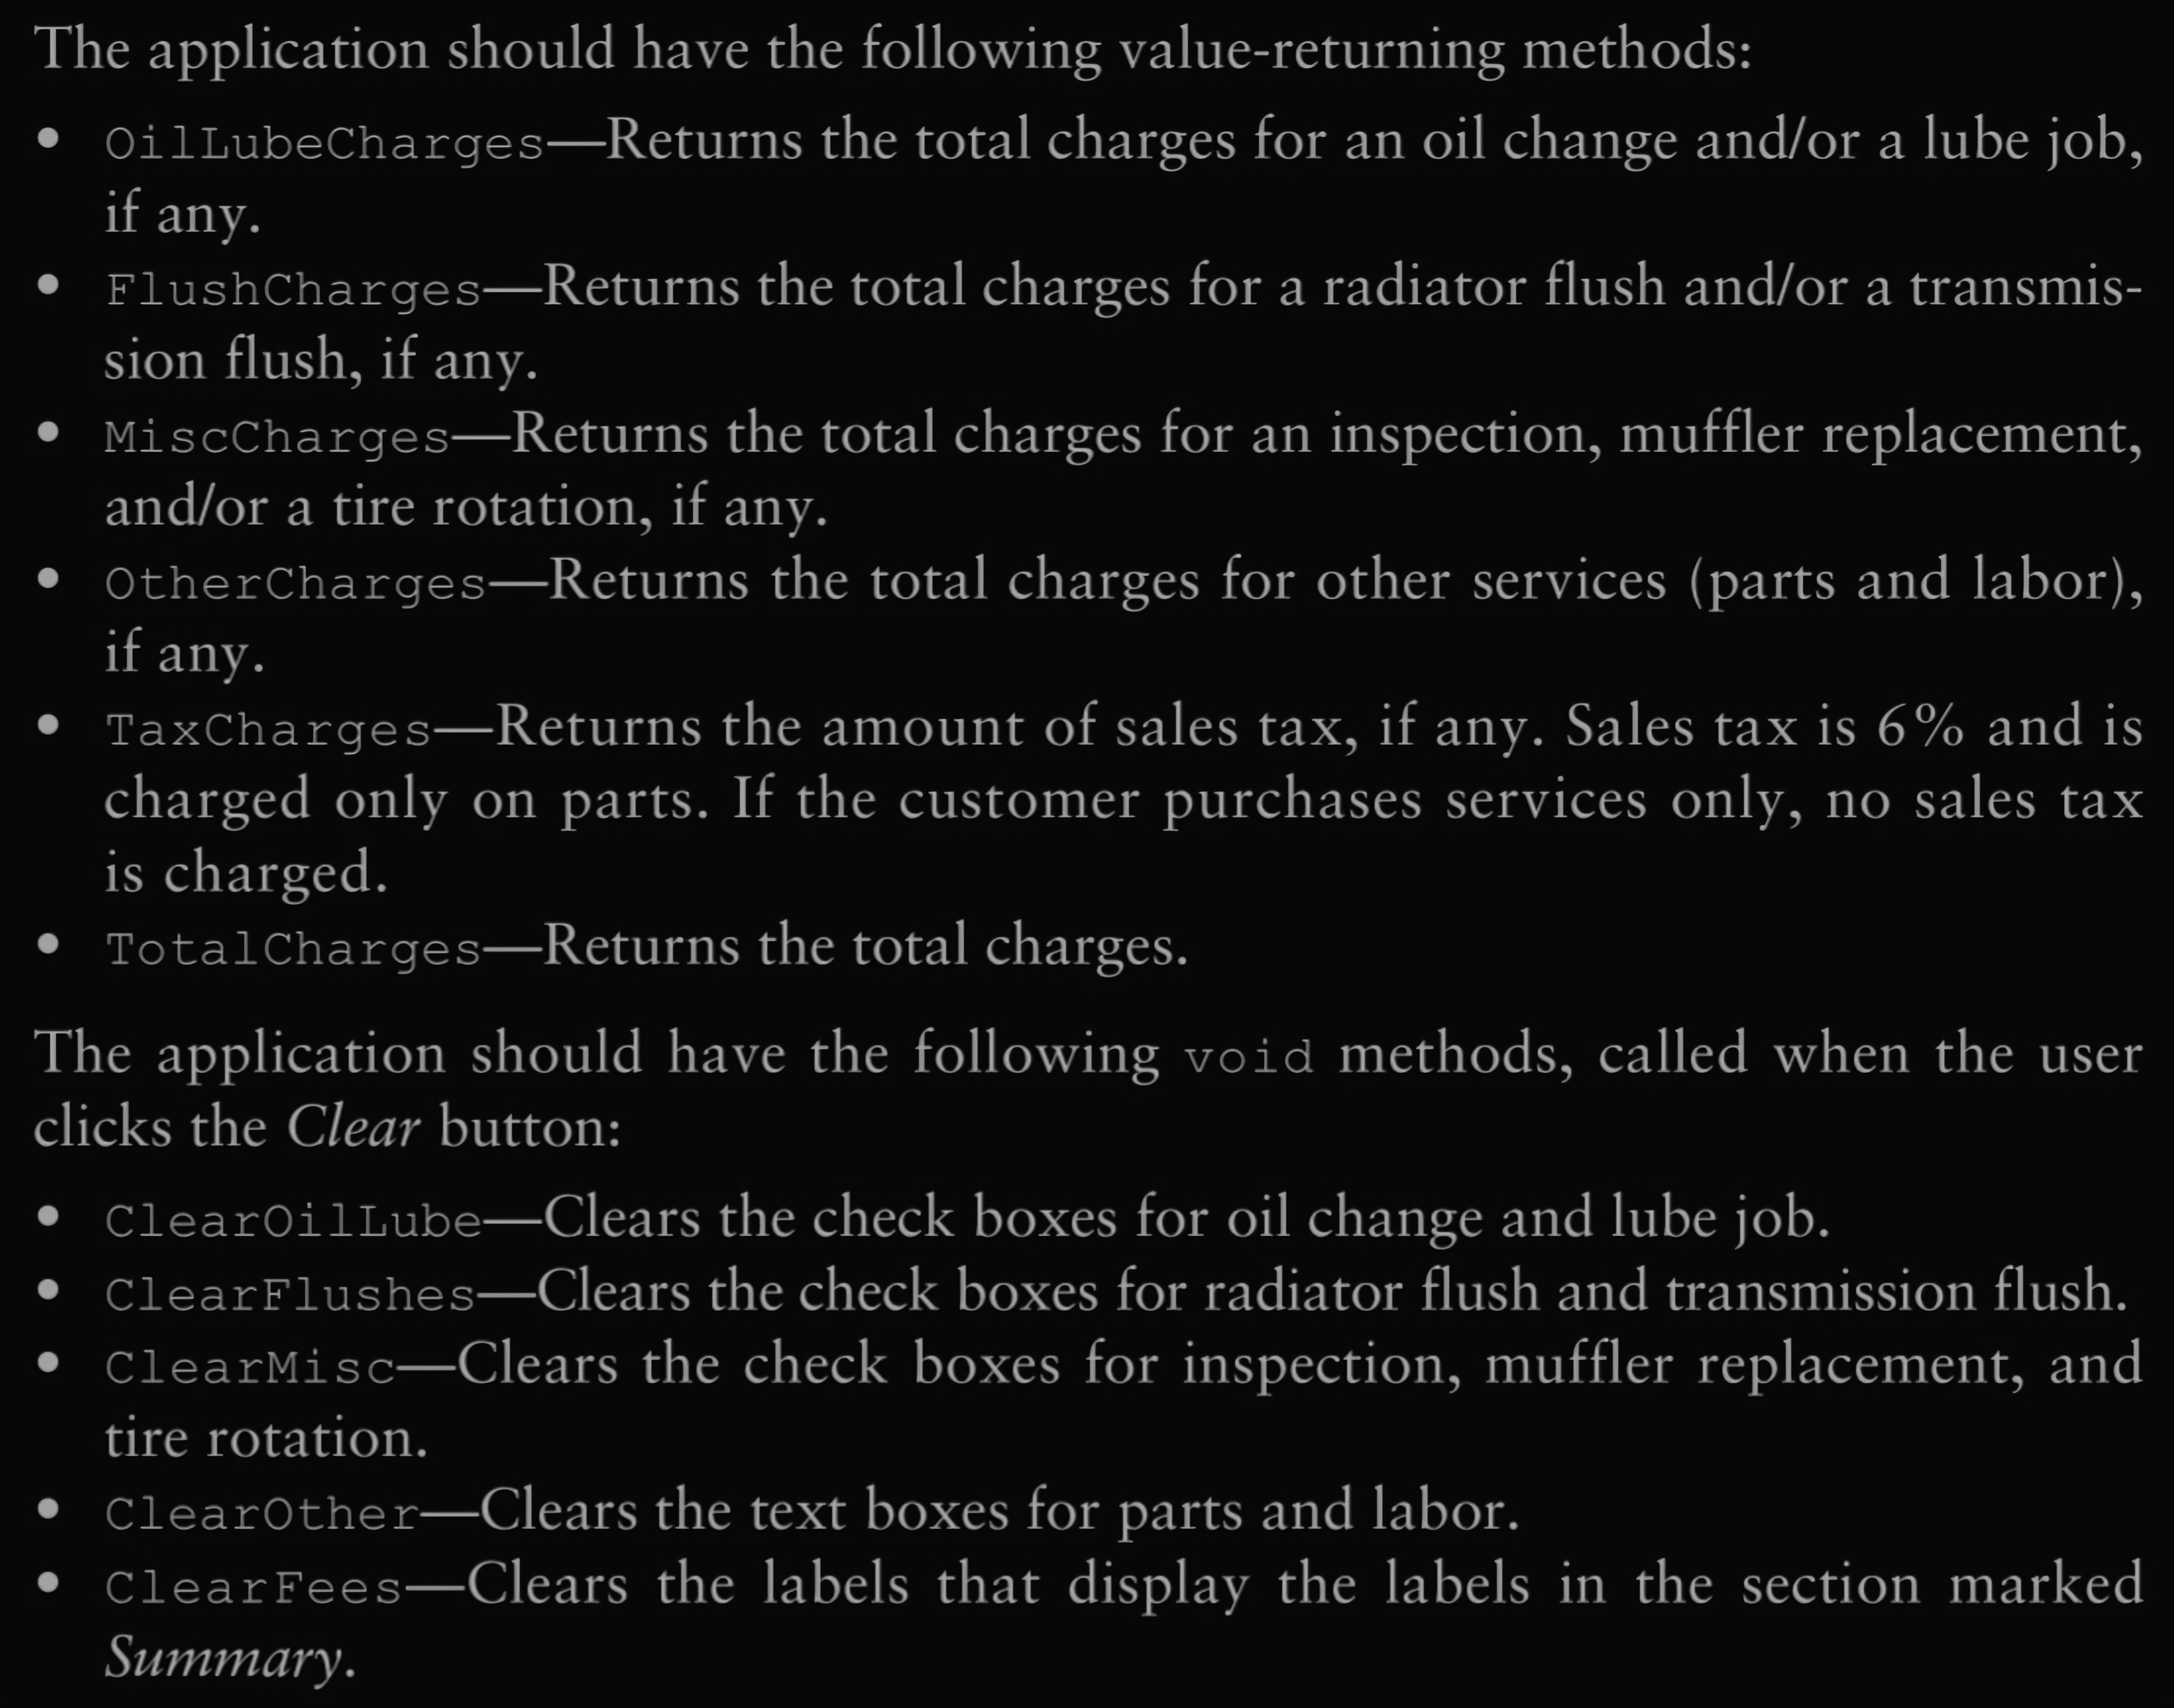 The application should have the following value-returning methods:
• OilLubeCharges—Returns the total charges for an oil change and/or a lube job,
if any.
• FlushCharges—Returns the total charges for a radiator flush and/or a transmis-
sion flush, if any.
• MiscCharges—Returns the total charges for an inspection, muffler replacement,
and/or a tire rotation, if any.
• OtherCharges—Returns the total charges for other services (parts and labor),
if any.
• TaxCharges—Returns the amount of sales tax, if any. Sales tax is 6% and is
charged only on parts. If the customer purchases services only, no sales tax
is charged.
• TotalCharges—Returns the total charges.
The application should have the following void methods, called when the user
clicks the Clear button:
• ClearOilLube—Clears the check boxes for oil change and lube job.
• ClearFlushes—Clears the check boxes for radiator flush and transmission flush.
• ClearMisc—Clears the check boxes for inspection, muffler replacement, and
tire rotation.
• ClearOther—Clears the text boxes for parts and labor.
• ClearFees—Clears the labels that display the labels in the section marked
Summary.